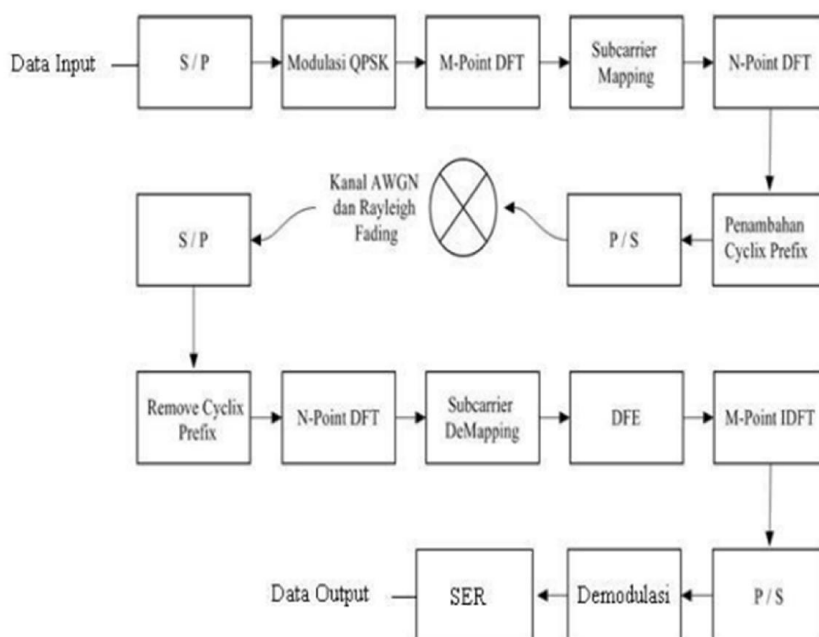 Data Input
S / P
Modulasi QPSK
M-Point DFT
Subcarrier
Mapping
N-Point DFT
Penambahan
Cyclix Prefix
P / S
Kanal AWGN
dan Rayleigh
Fading
S / P
Remove Cyclix
Prefix
N-Point DFT
Subcarrier
DeMapping
DFE
M-Point IDFT
P / S
Demodulasi
SER
Data Output